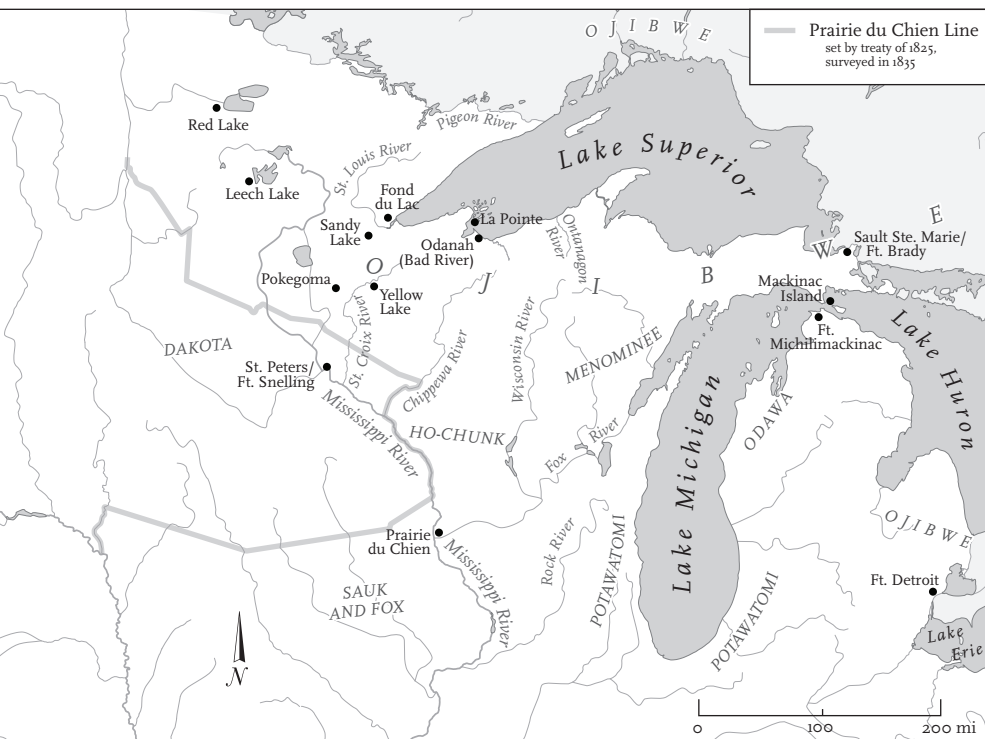 OJIBWE
Prairie du Chien Line
set by treaty of 1825,
surveyed in 1835
Red Lake
Pigeon River
Lake Superior
St. Louis River
Leech Lake
Fond
du Lac
La Pointe
Sandy
Lake
Odanah
(Bad River)
Ontanagon
River
OJIBWE
Sault Ste. Marie/
Ft. Brady
Pokegoma
Yellow
Lake
Mackinac
Island
Ft.
Michilimackinac
Lake Huron
DAKOTA
St. Croix River
Chippewa River
Wisconsin River
MENOMINEE
St. Peters/
Ft. Snelling
Mississippi River
HO-CHUNK
Fox
River
Lake Michigan
ODAWA
OJIBWE
Prairie
du Chien
Mississippi River
Rock River
POTAWATOMI
POTAWATOMI
SAUK
AND FOX
Ft. Detroit
Lake
Erie
N
0 100 200 mi